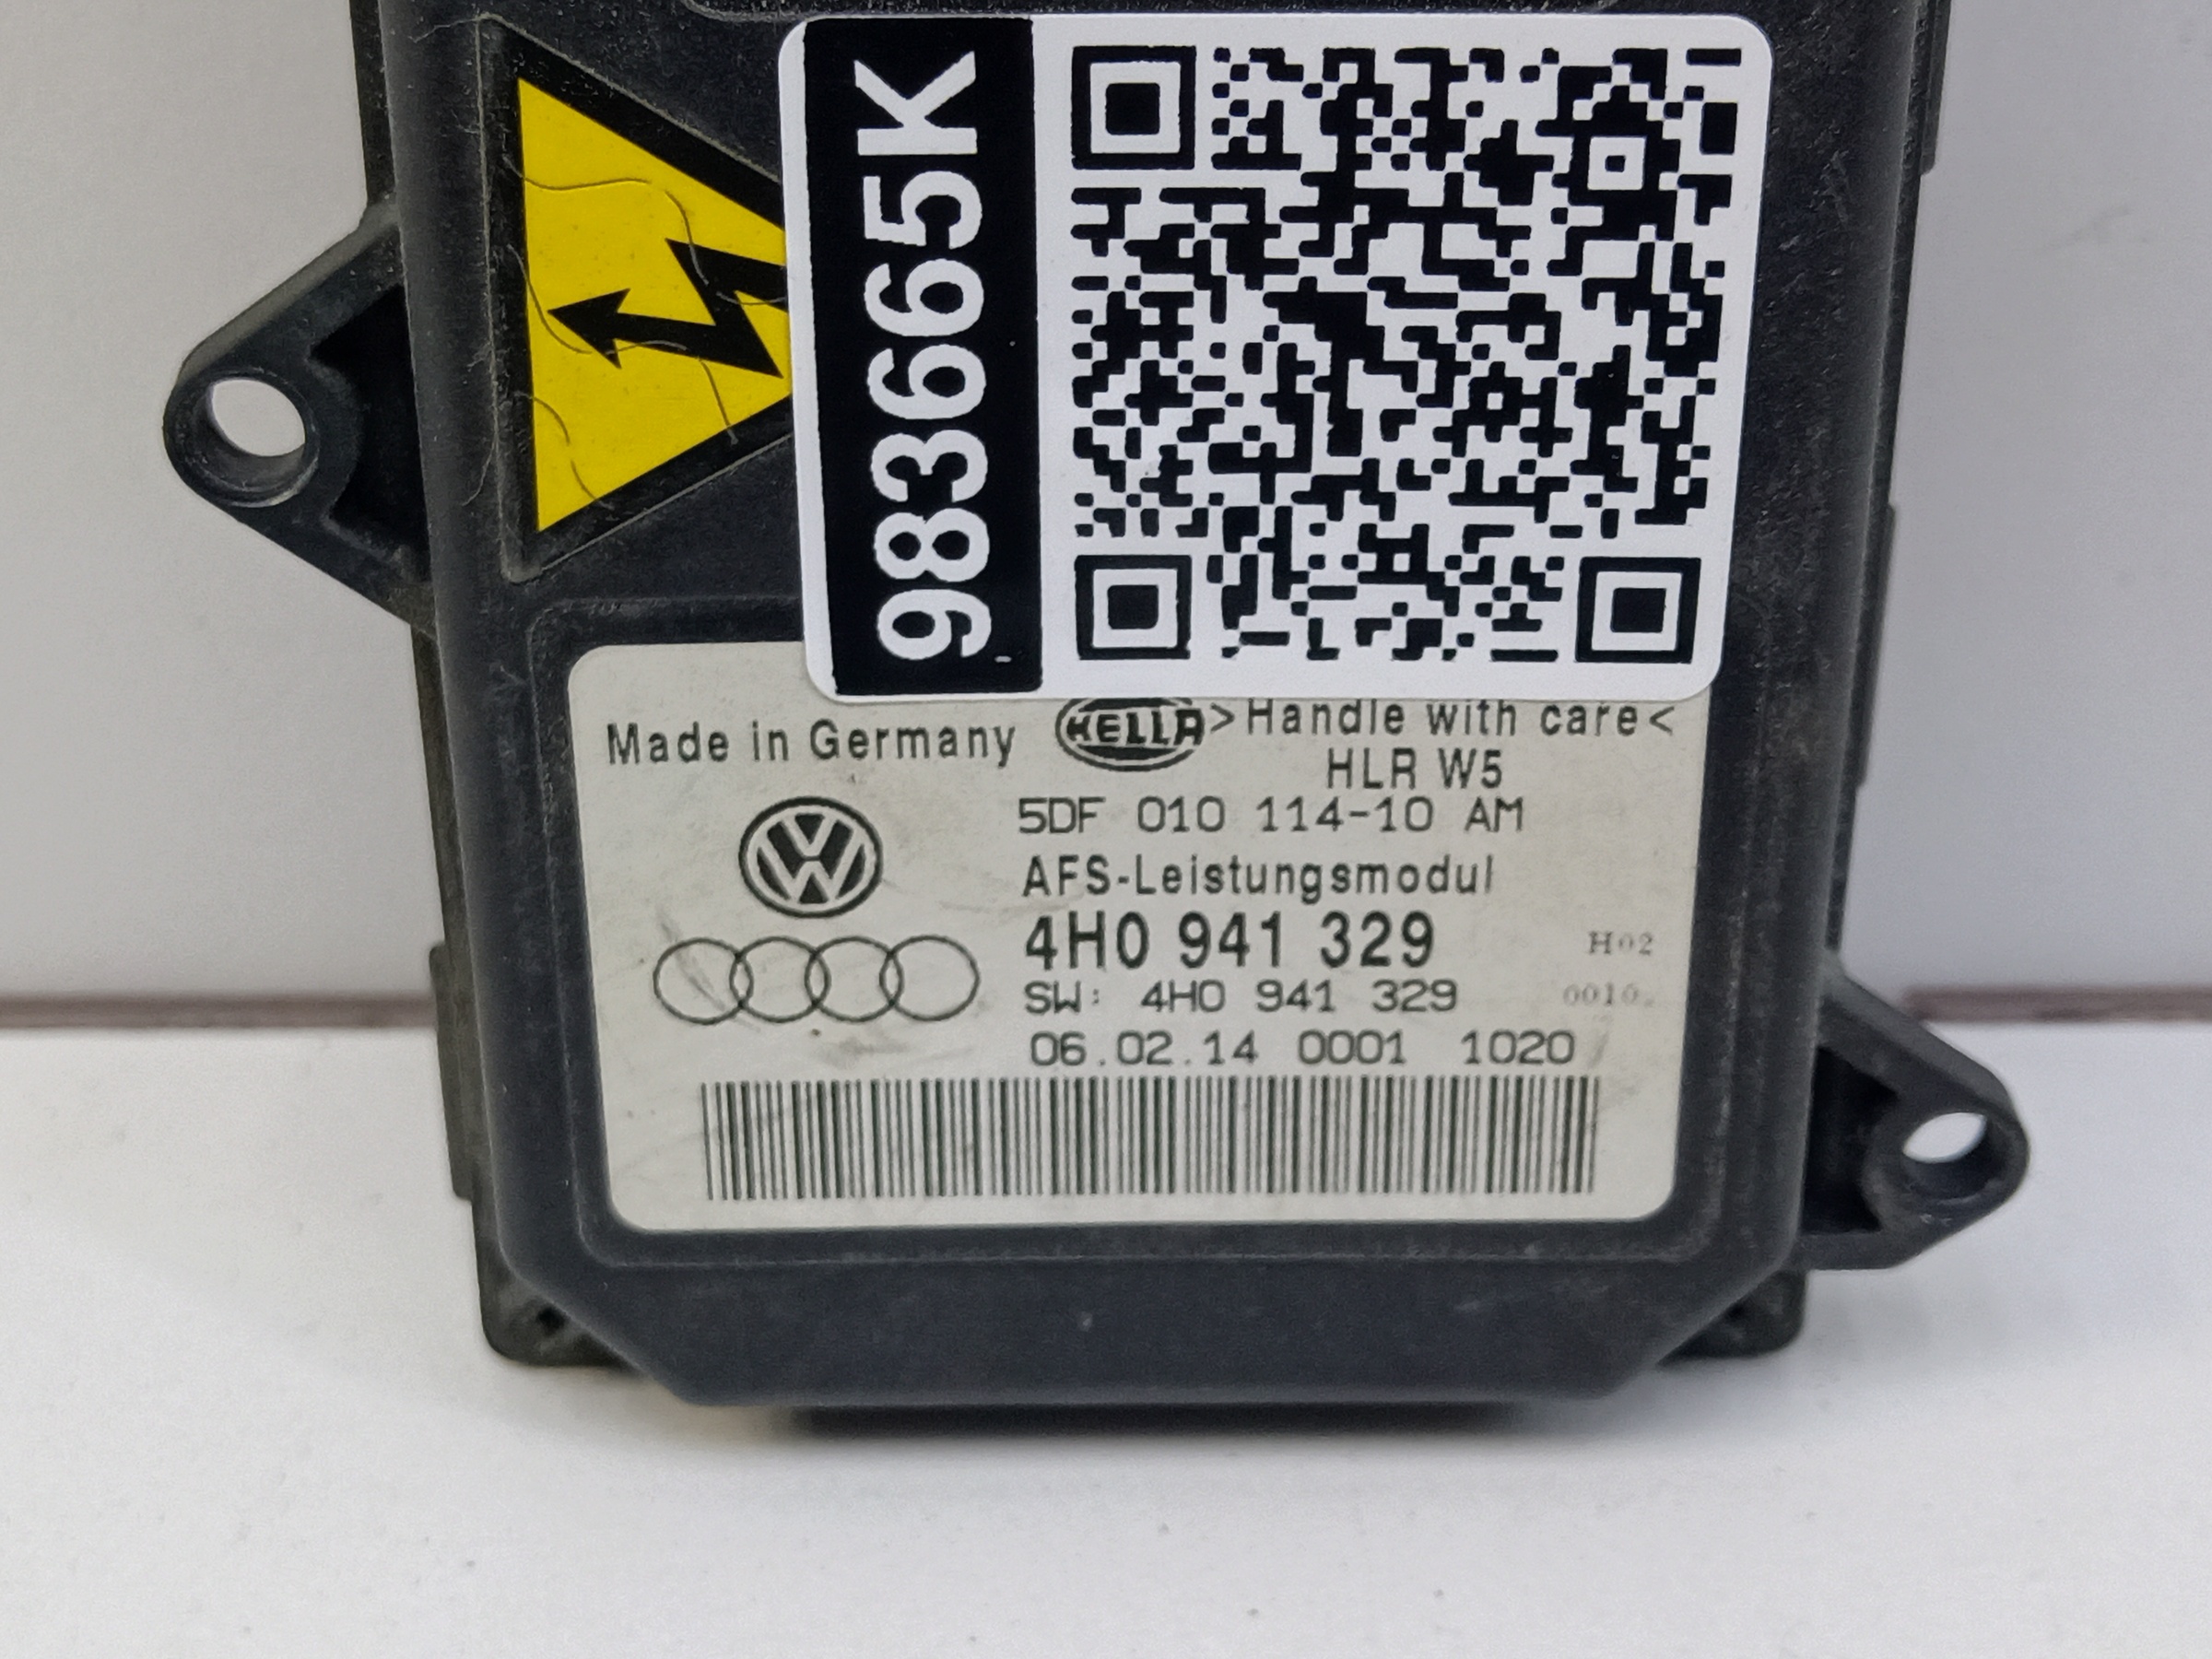 983665K
Made in Germany
HELLA >Handle with care<
HLR W5
5DF 010 114-10 AM
AFS-Leistungsmodul
4H0 941 329 H02
SW: 4H0 941 329 0010
06.02.14 0001 1020